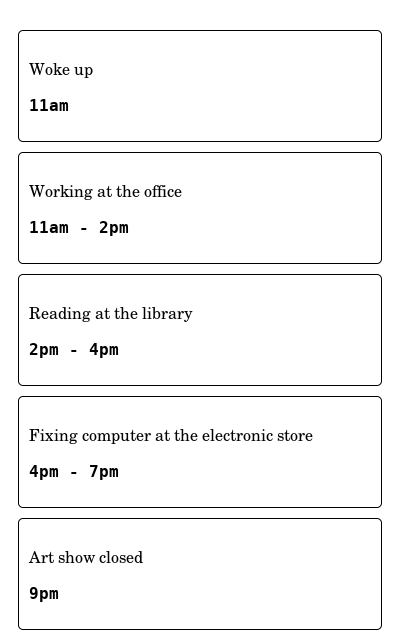 Woke up
11am
Working at the office
11am - 2pm
Reading at the library
2pm - 4pm
Fixing computer at the electronic store
4pm - 7pm
Art show closed
9pm